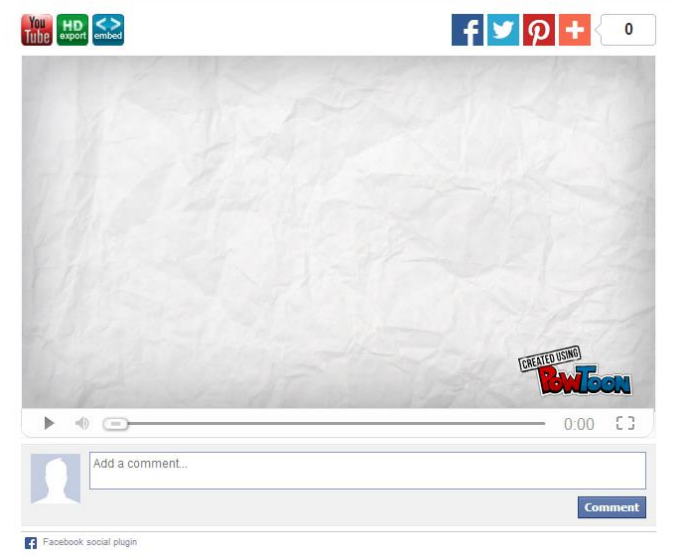 You
Tube
HD
export
embed
0
CREATED USING
POWTOON
0:00
Add a comment...
Comment
Facebook social plugin